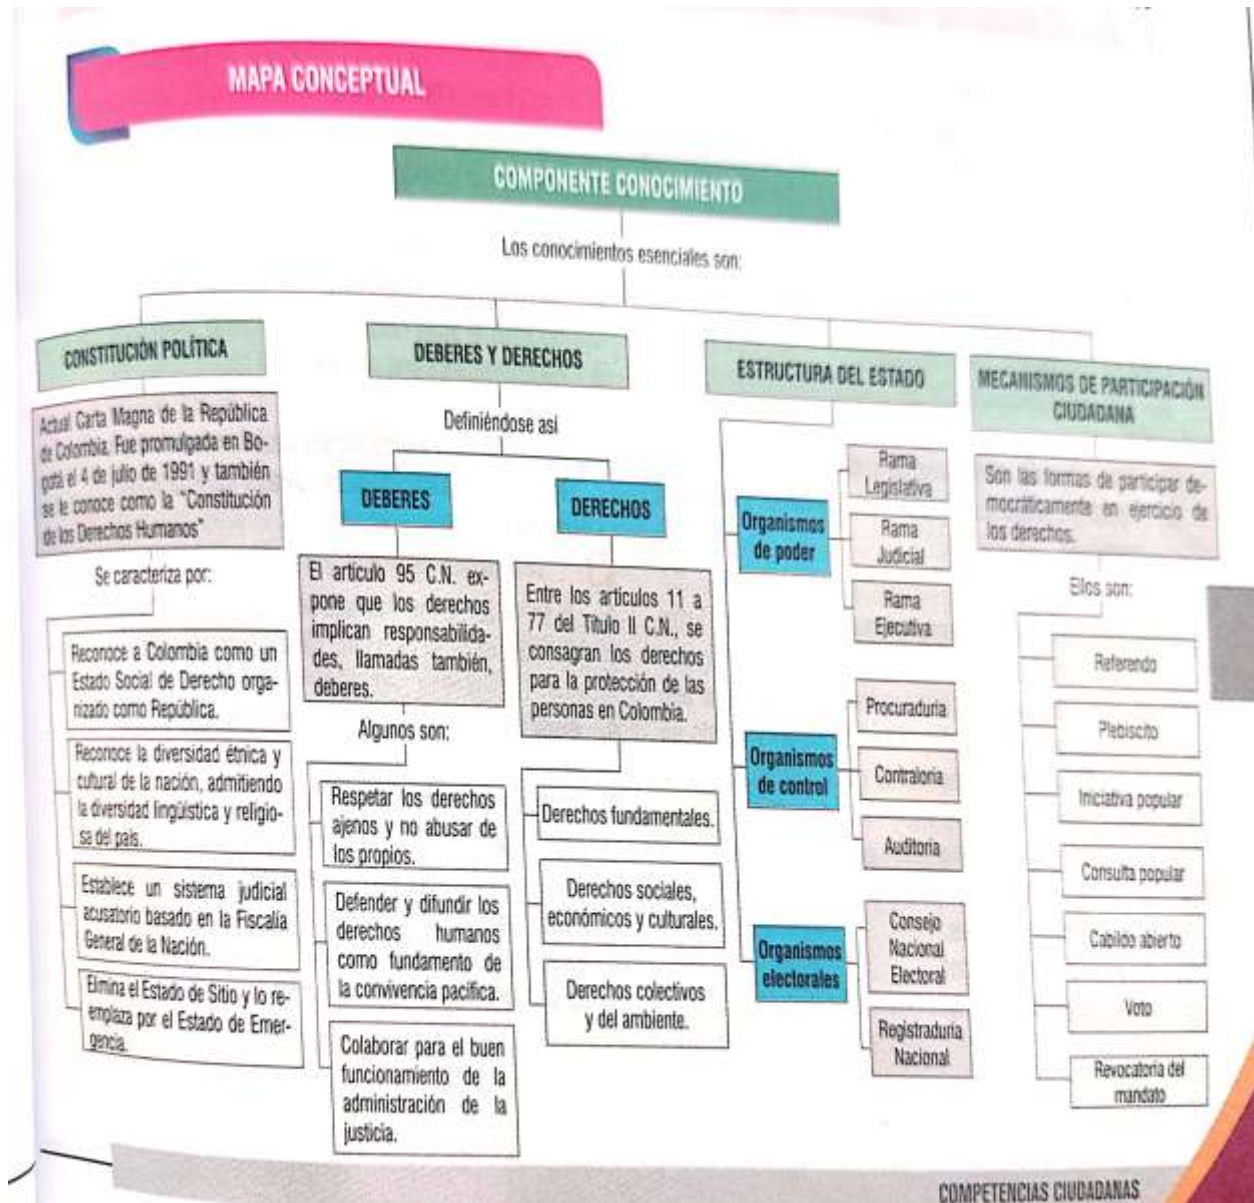 MAPA CONCEPTUAL
COMPONENTE CONOCIMIENTO
Los conocimientos esenciales son:
CONSTITUCIÓN POLÍTICA
Actual Carta Magna de la República
de Colombia. Fue promulgada en Bo-
gotá el 4 de julio de 1991 y también
se le conoce como la "Constitución
de los Derechos Humanos"
Se caracteriza por:
Reconoce a Colombia como un
Estado Social de Derecho orga-
nizado como República.
Reconoce la diversidad étnica y
cultural de la nación, admitiendo
la diversidad lingüística y religio-
sa del país.
Establece un sistema judicial
acusatorio basado en la Fiscalía
General de la Nación.
Elimina el Estado de Sitio y lo re-
emplaza por el Estado de Emer-
gencia.
DEBERES Y DERECHOS
Definiéndose así
DEBERES
El artículo 95 C.N. ex-
pone que los derechos
implican responsabilida-
des, llamadas también,
deberes.
Algunos son:
Respetar los derechos
ajenos y no abusar de
los propios.
Defender y difundir los
derechos humanos
como fundamento de
la convivencia pacífica.
Colaborar para el buen
funcionamiento de la
administración de la
justicia.
DERECHOS
Entre los artículos 11 a
77 del Título II C.N., se
consagran los derechos
para la protección de las
personas en Colombia.
Derechos fundamentales.
Derechos sociales,
económicos y culturales.
Derechos colectivos
y del ambiente.
ESTRUCTURA DEL ESTADO
Organismos
de poder
Rama
Legislativa
Rama
Judicial
Rama
Ejecutiva
Organismos
de control
Procuraduría
Contraloría
Auditoría
Organismos
electorales
Consejo
Nacional
Electoral
Registraduría
Nacional
MECANISMOS DE PARTICIPACIÓN
CIUDADANA
Son las formas de participar de-
mocráticamente en ejercicio de
los derechos.
Ellos son:
Referendo
Plebiscito
Iniciativa popular
Consulta popular
Cabildo abierto
Voto
Revocatoria del
mandato
COMPETENCIAS CIUDADANAS